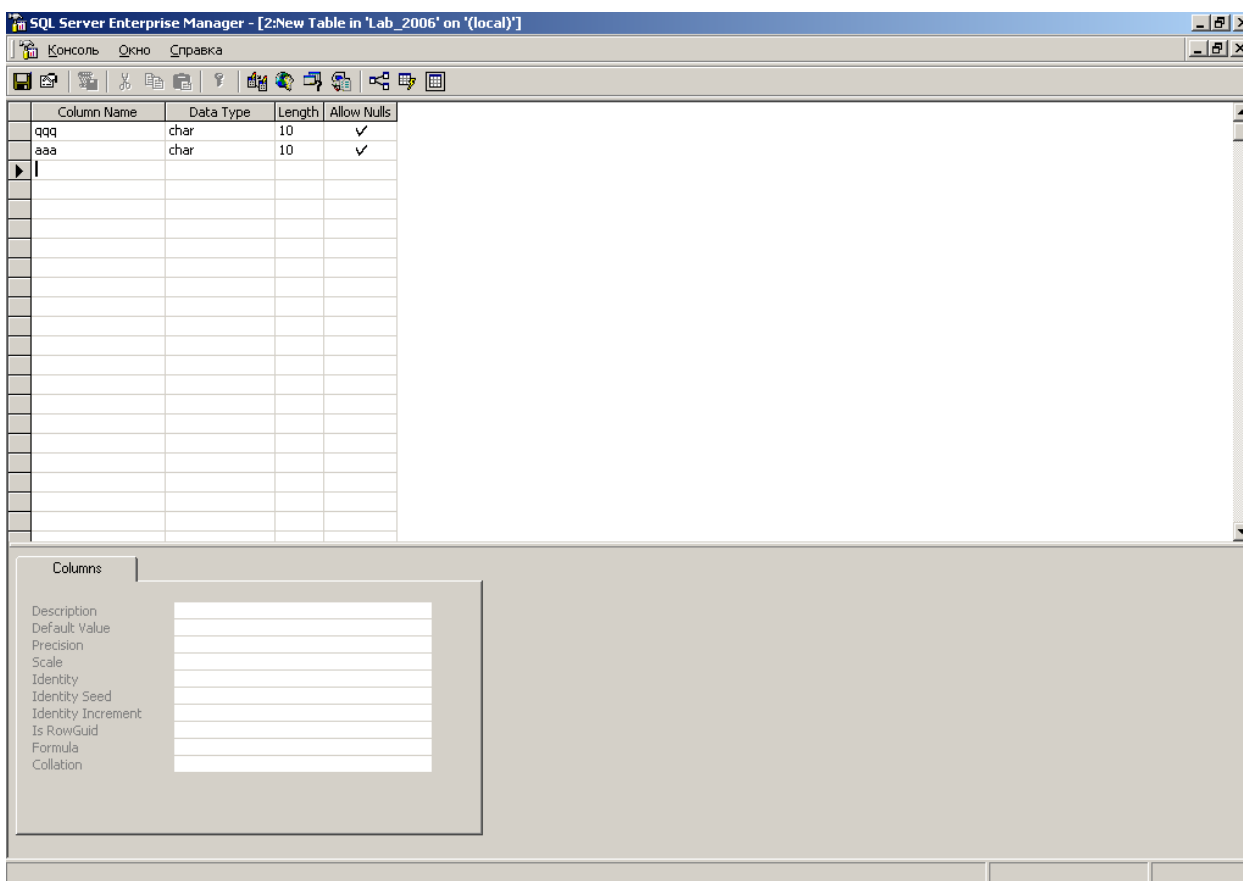 SQL Server Enterprise Manager - [2:New Table in 'Lab_2006' on '(local)']
Консоль Окно Справка
Column Name Data Type Length Allow Nulls
qqq char 10
aaa char 10
Columns
Description
Default Value
Precision
Scale
Identity
Identity Seed
Identity Increment
Is RowGuid
Formula
Collation